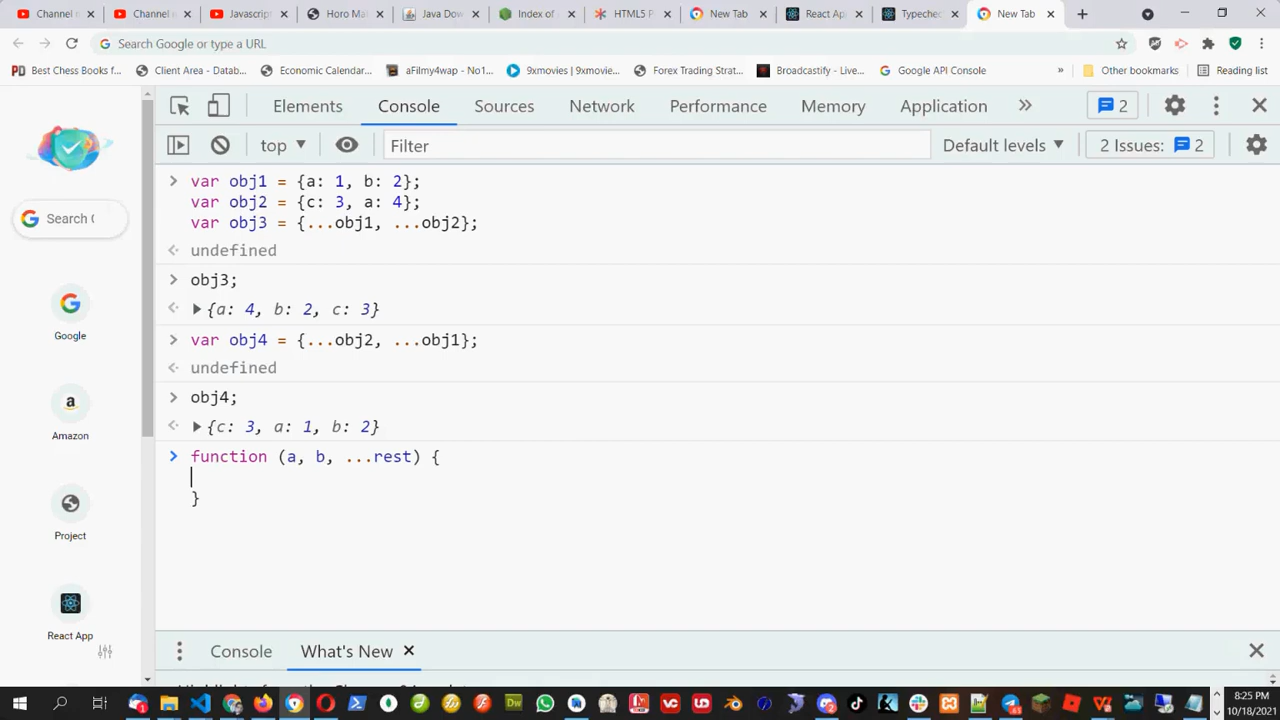 Channel
Channel
Javascript
Horo Ma
Java Dow
Index o
HTML5
New Tab
React Ap
Typechec
New Tab
Search Google or type a URL
Best Chess Books f...
Client Area - Datab...
Economic Calendar...
aFilmy4wap - No1...
9xmovies | 9xmovie...
Forex Trading Strat...
Broadcastify - Live...
Google API Console
»
Other bookmarks
Reading list
Elements
Console
Sources
Network
Performance
Memory
Application
»
2
top
Filter
Default levels
2 Issues:
2
Search (
Google
Amazon
Project
React App
> var obj1 = {a: 1, b: 2};
var obj2 = {c: 3, a: 4};
var obj3 = {...obj1, ...obj2};
undefined
> obj3;
{a: 4, b: 2, c: 3}
> var obj4 = {...obj2, ...obj1};
undefined
> obj4;
{c: 3, a: 1, b: 2}
> function (a, b, ...rest) {
}
Console
What's New
8:25 PM
10/18/2021